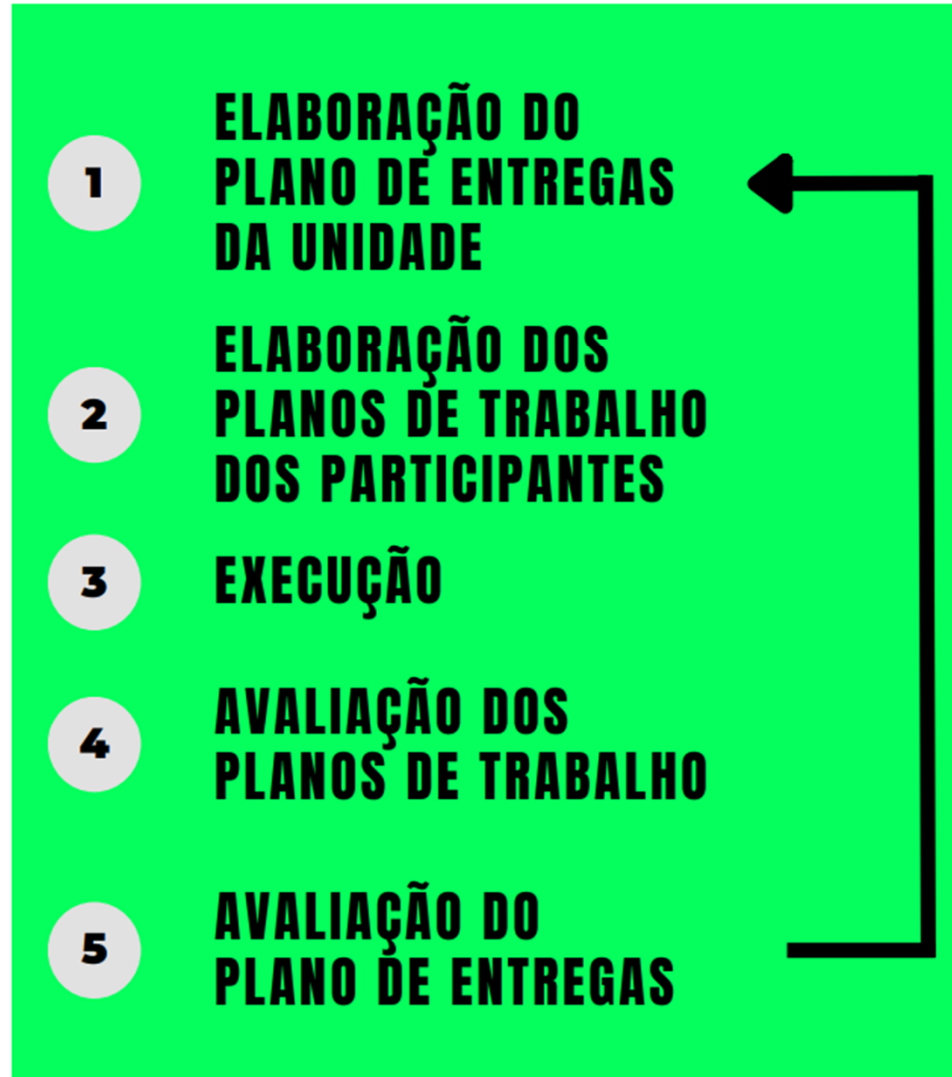 1
ELABORAÇÃO DO
PLANO DE ENTREGAS
DA UNIDADE
2
ELABORAÇÃO DOS
PLANOS DE TRABALHO
DOS PARTICIPANTES
3
EXECUÇÃO
4
AVALIAÇÃO DOS
PLANOS DE TRABALHO
5
AVALIAÇÃO DO
PLANO DE ENTREGAS